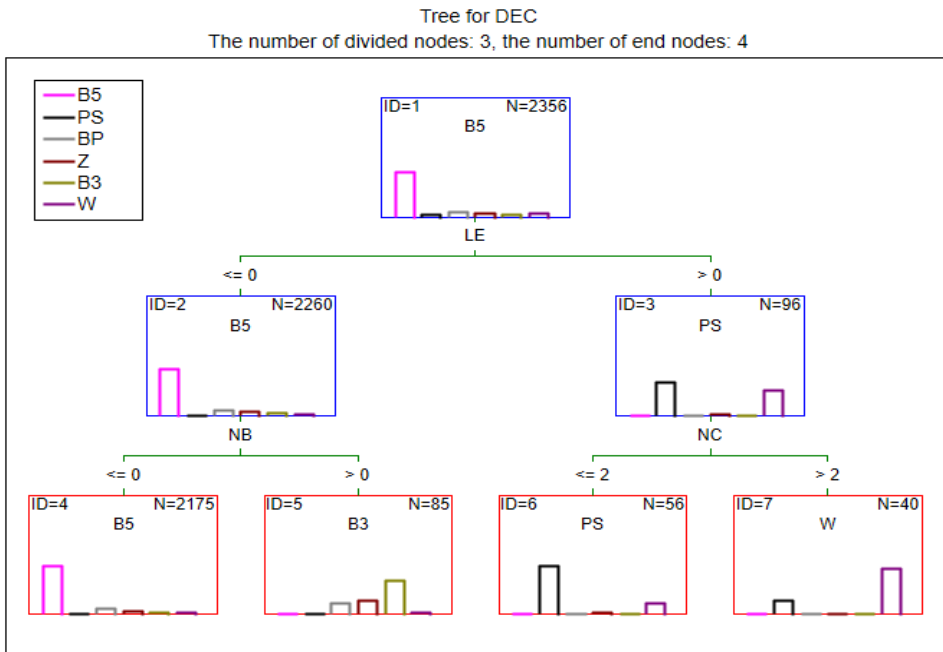 Tree for DEC
The number of divided nodes: 3, the number of end nodes: 4
B5
PS
BP
Z
B3
W
ID=1 N=2356
B5
LE
<= 0 > 0
ID=2 N=2260
B5
NB
ID=3 N=96
PS
NC
<= 0 > 0
<= 2 > 2
ID=4 N=2175
B5
ID=5 N=85
B3
ID=6 N=56
PS
ID=7 N=40
W